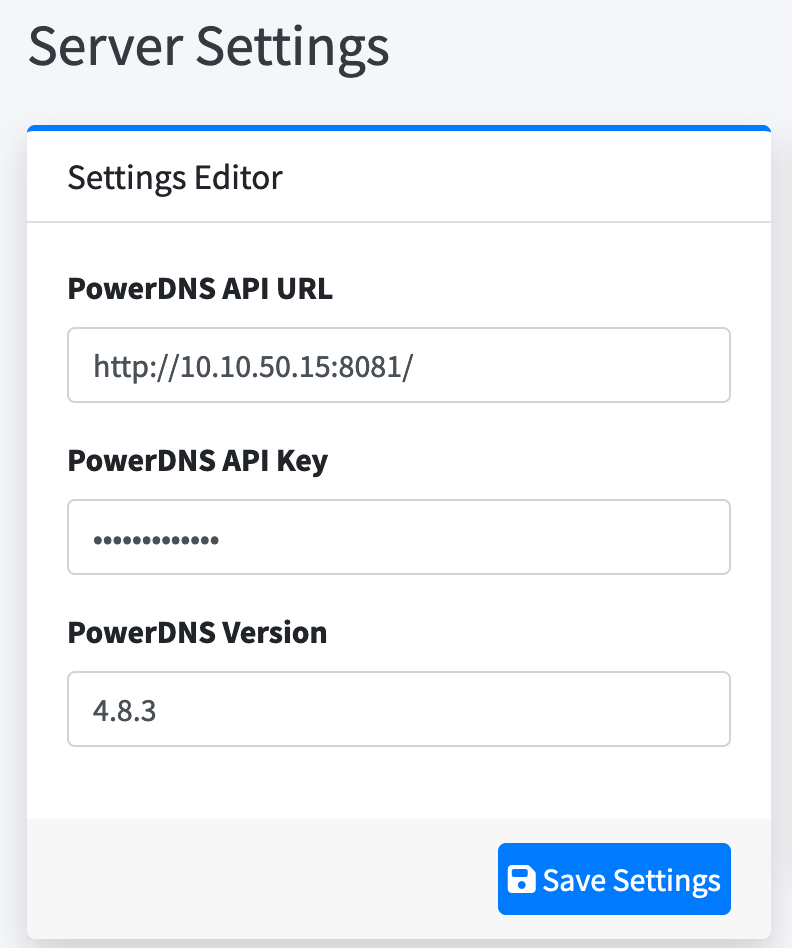 Server Settings
Settings Editor
PowerDNS API URL
http://10.10.50.15:8081/
PowerDNS API Key
•••••••••••••
PowerDNS Version
4.8.3
Save Settings